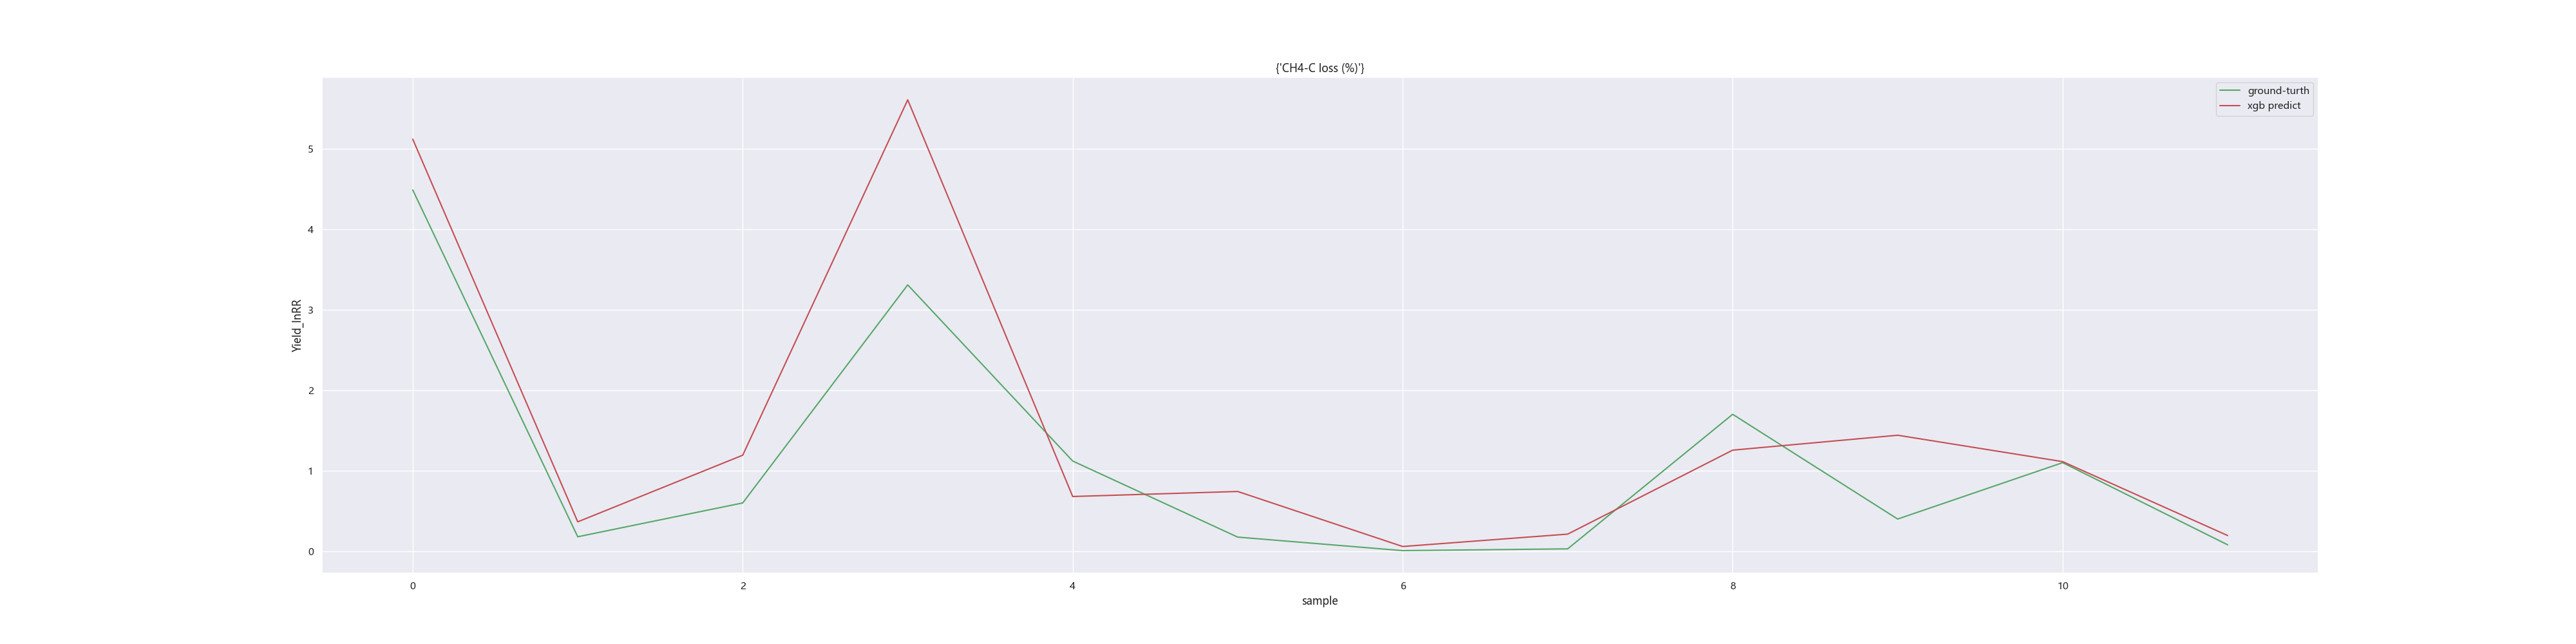 {'CH4-C loss (%)'}
ground-turth
xgb predict
Yield_lnRR
5
4
3
2
1
0
0 2 4 6 8 10
sample